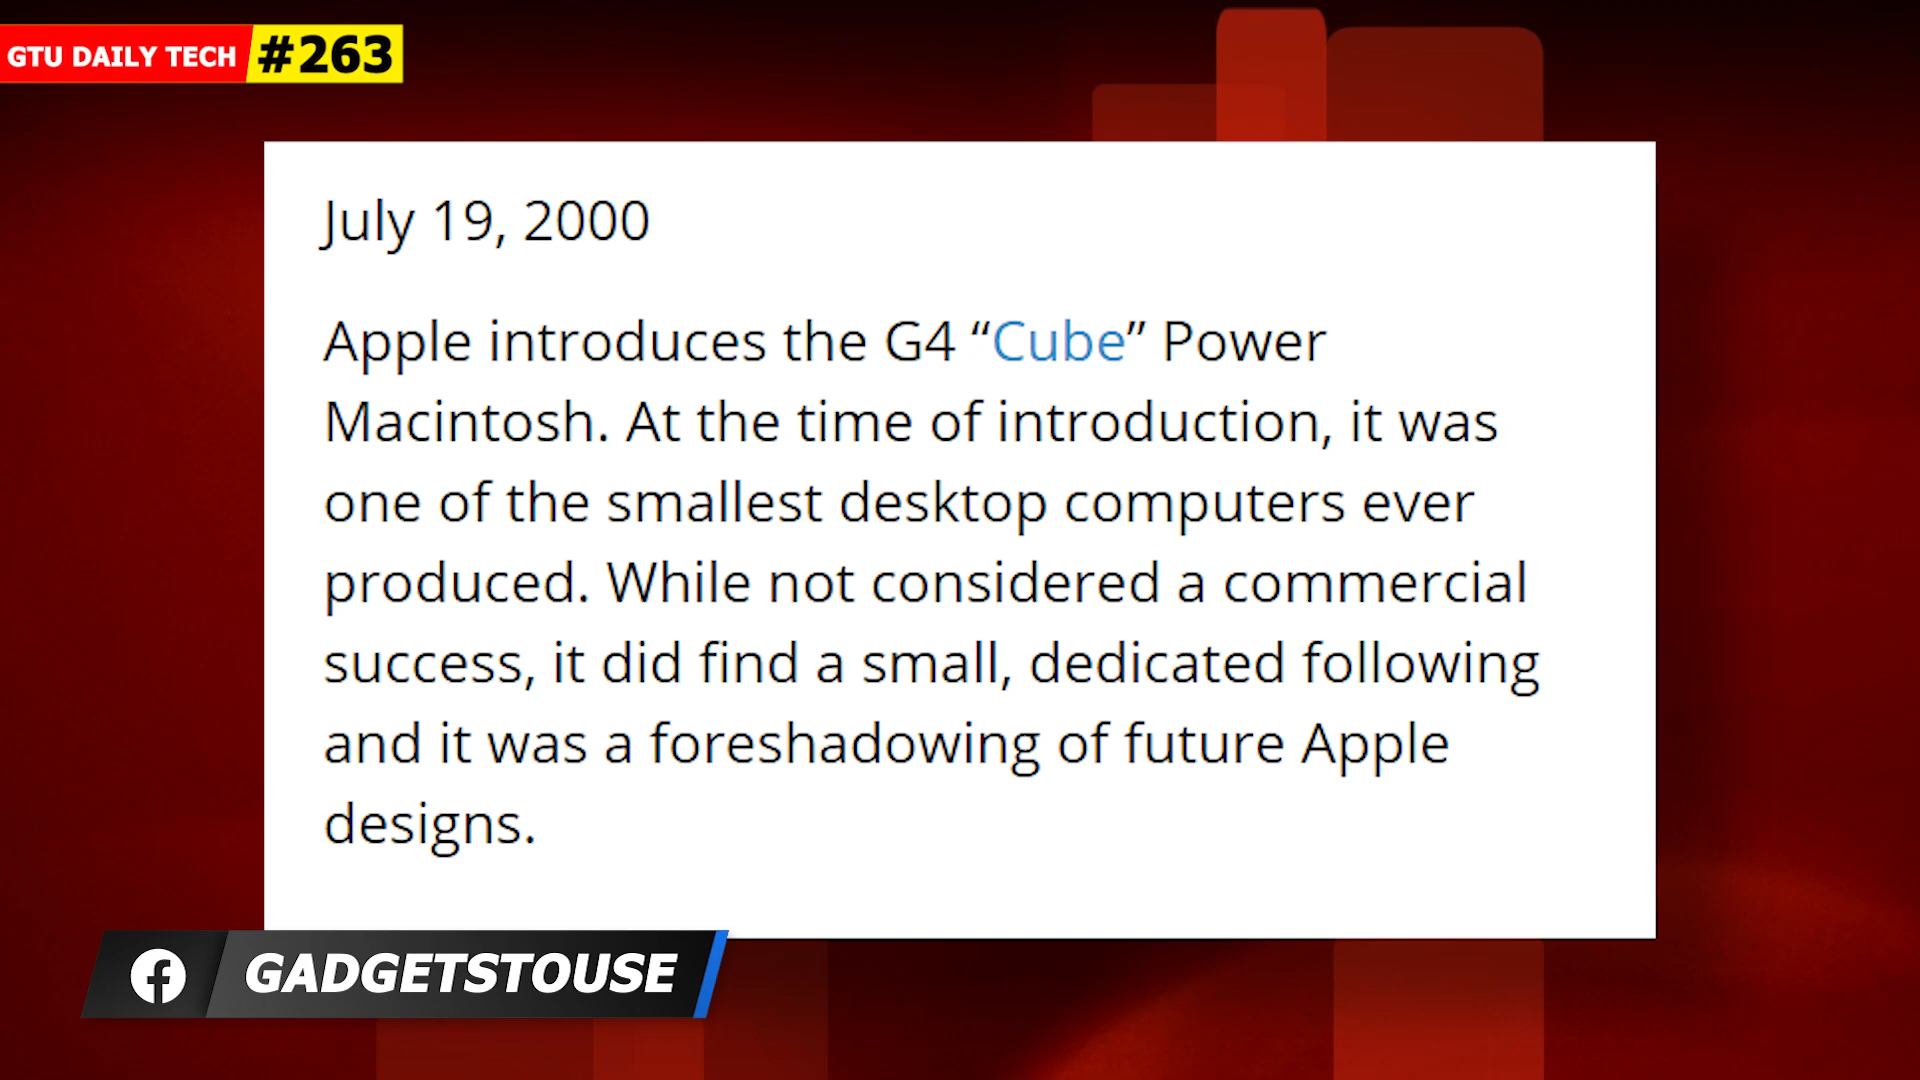 GTU DAILY TECH #263
July 19, 2000
Apple introduces the G4 “Cube” Power
Macintosh. At the time of introduction, it was
one of the smallest desktop computers ever
produced. While not considered a commercial
success, it did find a small, dedicated following
and it was a foreshadowing of future Apple
designs.
GADGETSTOUSE